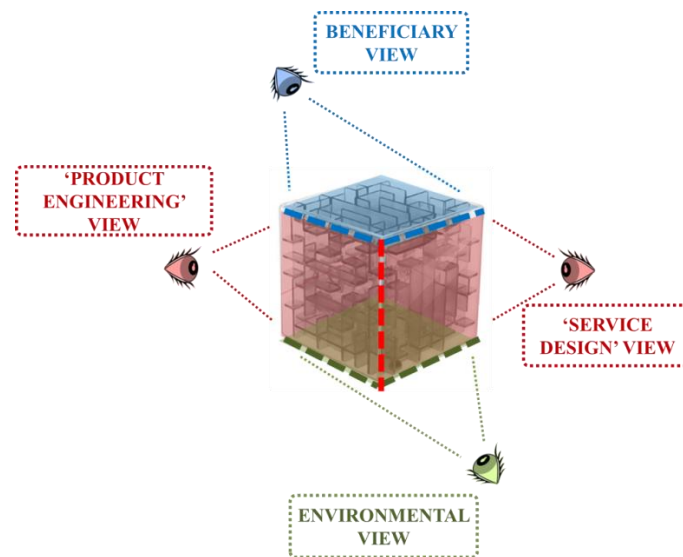 BENEFICIARY
VIEW
‘PRODUCT
ENGINEERING’
VIEW
‘SERVICE
DESIGN’ VIEW
ENVIRONMENTAL
VIEW